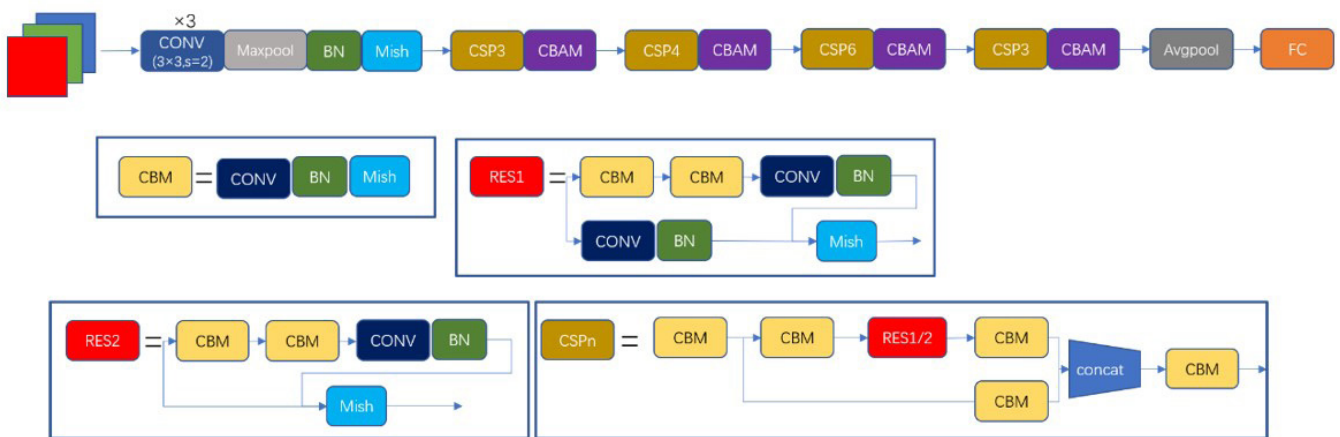 ×3
CONV Maxpool BN Mish CSP3 CBAM CSP4 CBAM CSP6 CBAM CSP3 CBAM Avgpool FC
(3×3,s=2)
CBM = CONV BN Mish
RES1 = CBM CBM CONV BN
CONV BN Mish
RES2 = CBM CBM CONV BN
Mish
CSPn = CBM CBM RES1/2 CBM
concat CBM
CBM